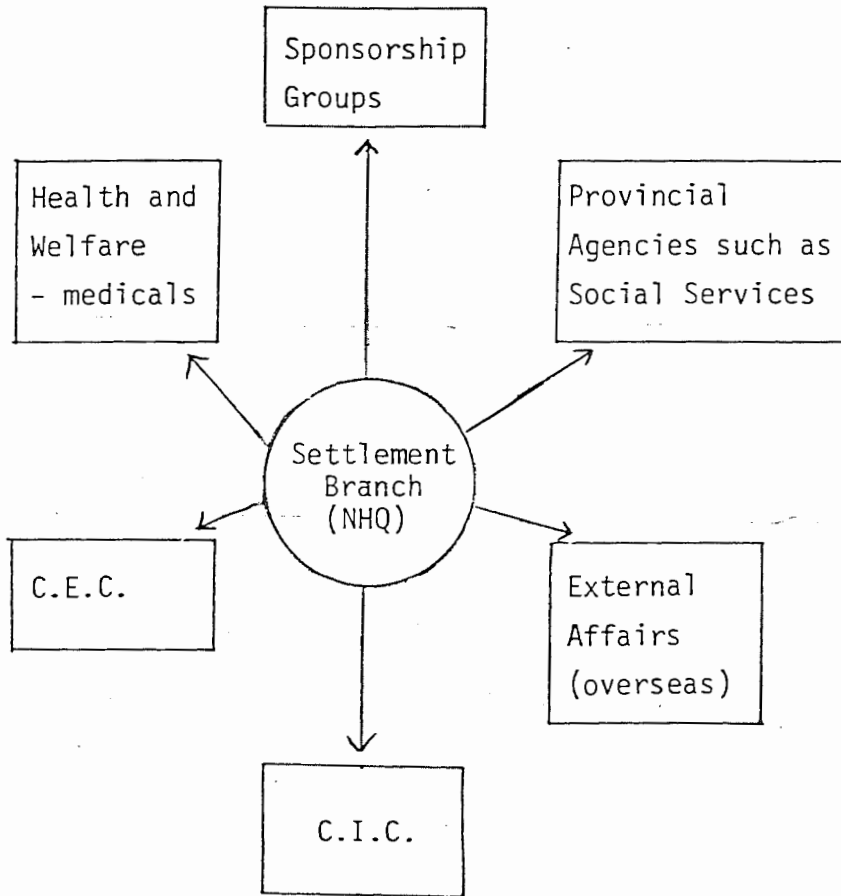 Sponsorship
Groups
Health and
Welfare
- medicals
Provincial
Agencies such as
Social Services
Settlement
Branch
(NHQ)
C.E.C.
External
Affairs
(overseas)
C.I.C.